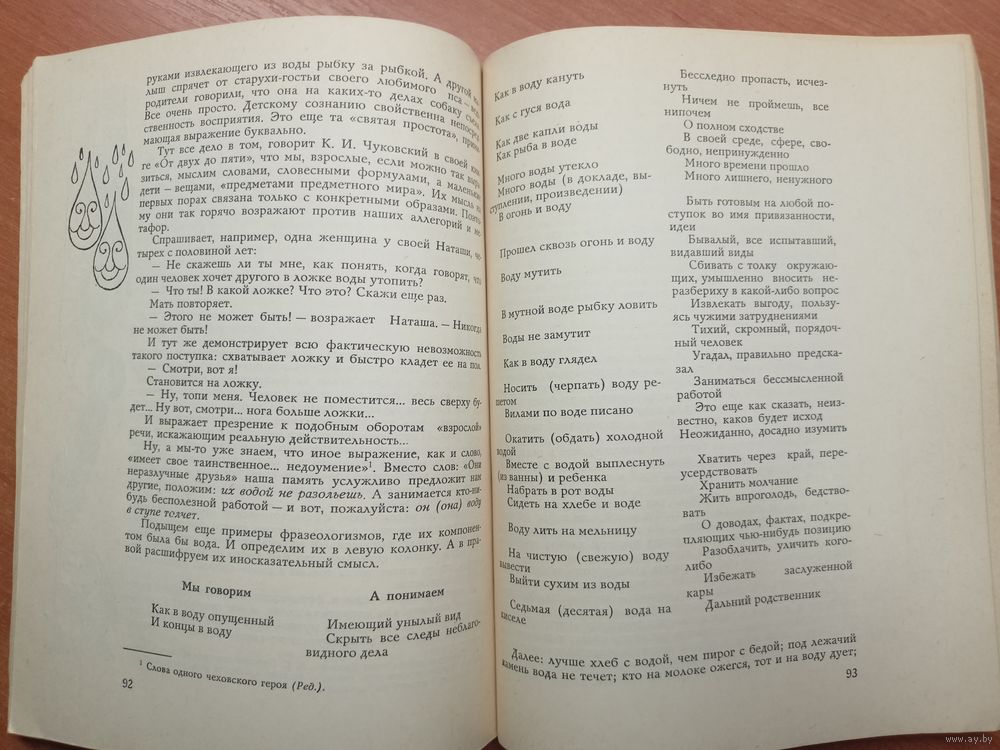 руками извлекающего из воды рыбку за рыбкой. А другой ма-
лыш спрячет от старухи-гостьи своего любимого пса —
родители говорили, что она на каких-то делах собаку съела.
Все очень просто. Детскому сознанию свойственна непосред-
ственность восприятия. Это еще та «святая простота», прини-
мающая выражение буквально.
Тут все дело в том, говорит К. И. Чуковский в своей кни-
ге «От двух до пяти», что мы, взрослые, если можно так выра-
зиться, мыслим словами, словесными формулами, а маленькие
дети — вещами, «предметами предметного мира». Их мысль на
первых порах связана только с конкретными образами. Поэто-
му они так горячо возражают против наших аллегорий и ме-
тафор.
Спрашивает, например, одна женщина у своей Наташи, че-
тырех с половиной лет:
— Не скажешь ли ты мне, как понять, когда говорят, что
один человек хочет другого в ложке воды утопить?
— Что ты! В какой ложке? Что это? Скажи еще раз.
Мать повторяет.
— Этого не может быть! — возражает Наташа. — Никогда
не может быть!
И тут же демонстрирует всю фактическую невозможность
такого поступка: схватывает ложку и быстро кладет ее на пол.
— Смотри, вот я!
Становится на ложку.
— Ну, топи меня. Человек не поместится... весь сверху бу-
дет... Ну вот, смотри... нога больше ложки...
И выражает презрение к подобным оборотам «взрослой»
речи, искажающим реальную действительность...
Ну, а мы-то уже знаем, что иное выражение, как и слово,
«имеет свое таинственное... недоумение»¹. Вместо слов: «Они
неразлучные друзья» наша память услужливо предложит нам
другие, положим: их водой не разольешь. А занимается кто-ни-
будь бесполезной работой — и вот, пожалуйста: он (она) воду
в ступе толчет.
Подыщем еще примеры фразеологизмов, где их компонен-
том была бы вода. И определим их в левую колонку. А в пра-
вой расшифруем их иносказательный смысл.
Мы говорим
А понимаем
Как в воду опущенный
Имеющий унылый вид
И концы в воду
Скрыть все следы неблаго-
видного дела
¹ Слова одного чеховского героя (Ред.).
92
Как в воду кануть
Бесследно пропасть, исчез-
нуть
Как с гуся вода
Ничем не проймешь, все
нипочем
Как две капли воды
О полном сходстве
Как рыба в воде
В своей среде, сфере, сво-
бодно, непринужденно
Много воды утекло
Много времени прошло
Много воды (в докладе, вы-
ступлении, произведении)
Много лишнего, ненужного
В огонь и воду
Быть готовым на любой по-
ступок во имя привязанности,
идеи
Прошел сквозь огонь и воду
Бывалый, все испытавший,
видавший виды
Воду мутить
Сбивать с толку окружаю-
щих, умышленно вносить не-
разбериху в какой-либо вопрос
В мутной воде рыбку ловить
Извлекать выгоду, пользу-
ясь чужими затруднениями
Воды не замутит
Тихий, скромный, порядоч-
ный человек
Как в воду глядел
Угадал, правильно предска-
зал
Носить (черпать) воду ре-
шетом
Заниматься бессмысленной
работой
Вилами по воде писано
Это еще как сказать, неиз-
вестно, каков будет исход
Окатить (обдать) холодной
водой
Неожиданно, досадно изумить
Вместе с водой выплеснуть
(из ванны) и ребенка
Хватить через край, пере-
усердствовать
Набрать в рот воды
Хранить молчание
Сидеть на хлебе и воде
Жить впроголодь, бедство-
вать
Воду лить на мельницу
О доводах, фактах, подкре-
пляющих чью-нибудь позицию
На чистую (свежую) воду
вывести
Разоблачить, уличить кого-
либо
Выйти сухим из воды
Избежать заслуженной
кары
Седьмая (десятая) вода на
киселе
Дальний родственник
Далее: лучше хлеб с водой, чем пирог с бедой; под лежачий
камень вода не течет; кто на молоке ожегся, тот и на воду дует;
93
www.ay.by